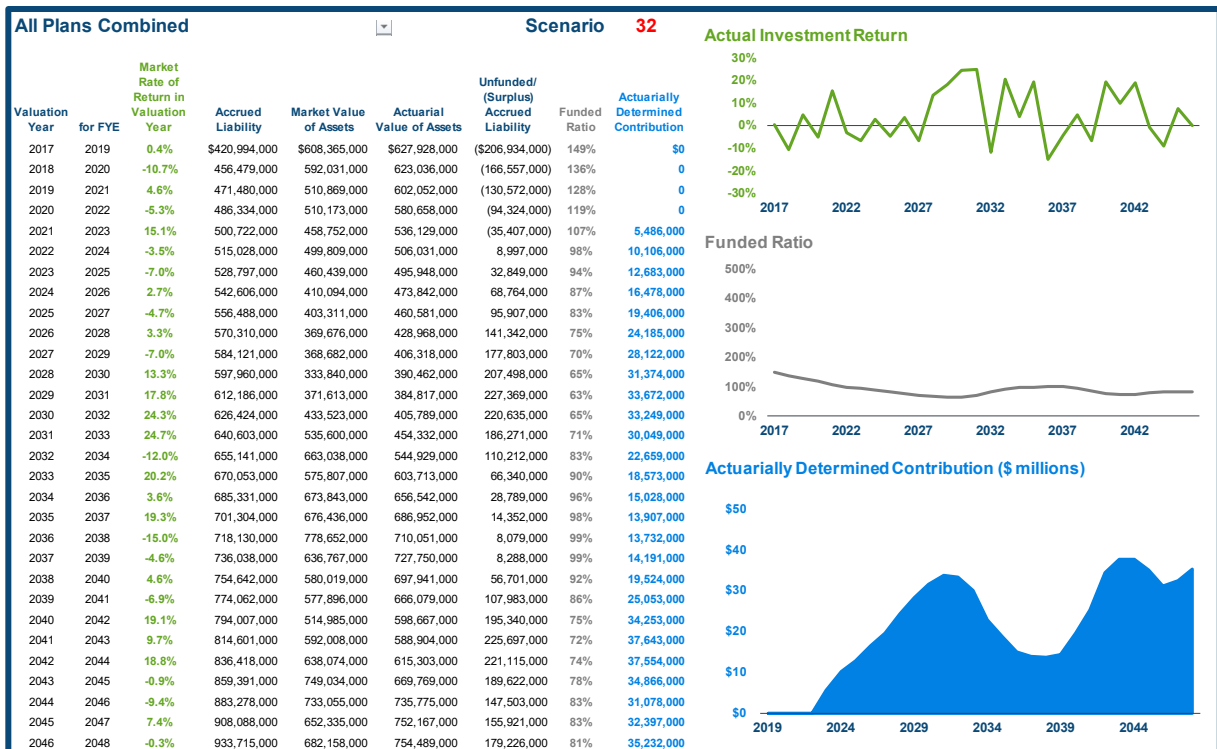 All Plans Combined Scenario 32
Market
Rate of Unfunded/
Return in (Surplus) Actuarially
Valuation Valuation Accrued Market Value Actuarial Accrued Funded Determined
Year for FYE Year Liability of Assets Value of Assets Liability Ratio Contribution
2017 2019 0.4% $420,994,000 $608,365,000 $627,928,000 ($206,934,000) 149% $0
2018 2020 -10.7% 456,479,000 592,031,000 623,036,000 (166,557,000) 136% 0
2019 2021 4.6% 471,480,000 510,869,000 602,052,000 (130,572,000) 128% 0
2020 2022 -5.3% 486,334,000 510,173,000 580,658,000 (94,324,000) 119% 0
2021 2023 15.1% 500,722,000 458,752,000 536,129,000 (35,407,000) 107% 5,486,000
2022 2024 -3.5% 515,028,000 499,809,000 506,031,000 8,997,000 98% 10,106,000
2023 2025 -7.0% 528,797,000 460,439,000 495,948,000 32,849,000 94% 12,683,000
2024 2026 2.7% 542,606,000 410,094,000 473,842,000 68,764,000 87% 16,478,000
2025 2027 -4.7% 556,488,000 403,311,000 460,581,000 95,907,000 83% 19,406,000
2026 2028 3.3% 570,310,000 369,676,000 428,968,000 141,342,000 75% 24,185,000
2027 2029 -7.0% 584,121,000 368,682,000 406,318,000 177,803,000 70% 28,122,000
2028 2030 13.3% 597,960,000 333,840,000 390,462,000 207,498,000 65% 31,374,000
2029 2031 17.8% 612,186,000 371,613,000 384,817,000 227,369,000 63% 33,672,000
2030 2032 24.3% 626,424,000 433,523,000 405,789,000 220,635,000 65% 33,249,000
2031 2033 24.7% 640,603,000 535,600,000 454,332,000 186,271,000 71% 30,049,000
2032 2034 -12.0% 655,141,000 663,038,000 544,929,000 110,212,000 83% 22,659,000
2033 2035 20.2% 670,053,000 575,807,000 603,713,000 66,340,000 90% 18,573,000
2034 2036 3.6% 685,331,000 673,843,000 656,542,000 28,789,000 96% 15,028,000
2035 2037 19.3% 701,304,000 676,436,000 686,952,000 14,352,000 98% 13,907,000
2036 2038 -15.0% 718,130,000 778,652,000 710,051,000 8,079,000 99% 13,732,000
2037 2039 -4.6% 736,038,000 636,767,000 727,750,000 8,288,000 99% 14,191,000
2038 2040 4.6% 754,642,000 580,019,000 697,941,000 56,701,000 92% 19,524,000
2039 2041 -6.9% 774,062,000 577,896,000 666,079,000 107,983,000 86% 25,053,000
2040 2042 19.1% 794,007,000 514,985,000 598,667,000 195,340,000 75% 34,253,000
2041 2043 9.7% 814,601,000 592,008,000 588,904,000 225,697,000 72% 37,643,000
2042 2044 18.8% 836,418,000 638,074,000 615,303,000 221,115,000 74% 37,554,000
2043 2045 -0.9% 859,391,000 749,034,000 669,769,000 189,622,000 78% 34,866,000
2044 2046 -9.4% 883,278,000 733,055,000 735,775,000 147,503,000 83% 31,078,000
2045 2047 7.4% 908,088,000 652,335,000 752,167,000 155,921,000 83% 32,397,000
2046 2048 -0.3% 933,715,000 682,158,000 754,489,000 179,226,000 81% 35,232,000
Actual Investment Return
30%
20%
10%
0%
-10%
-20%
-30%
2017 2022 2027 2032 2037 2042
Funded Ratio
500%
400%
300%
200%
100%
0%
2017 2022 2027 2032 2037 2042
Actuarially Determined Contribution ($ millions)
$50
$40
$30
$20
$10
$0
2019 2024 2029 2034 2039 2044